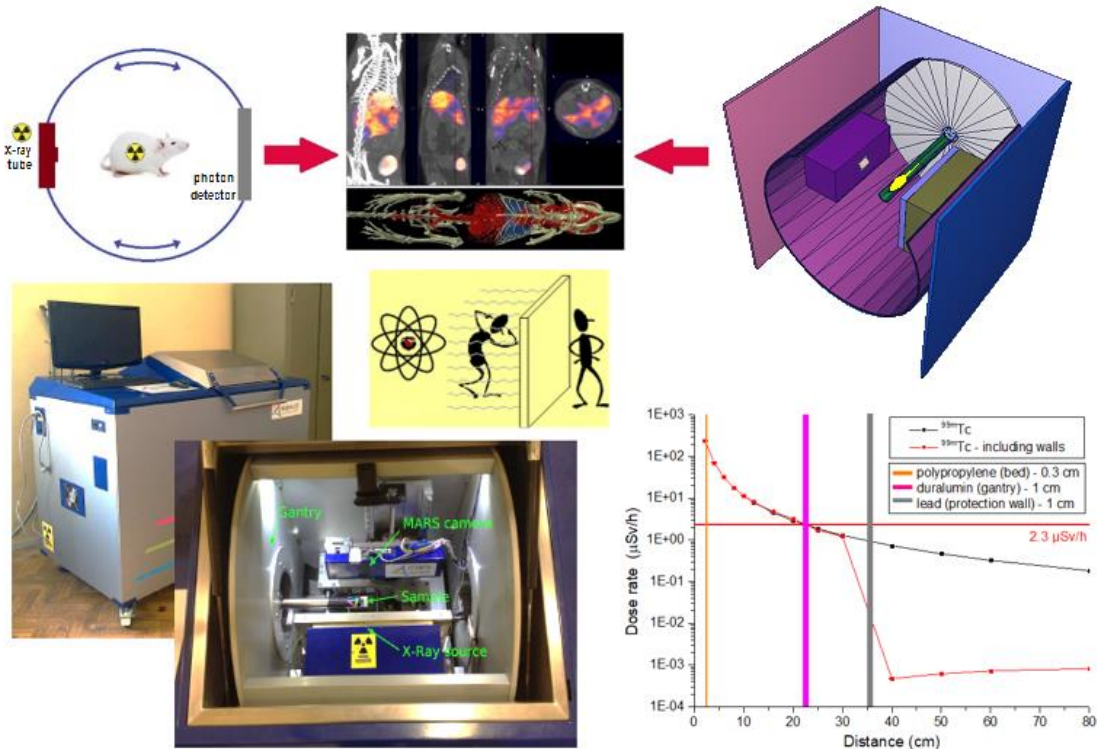 X-ray
tube
photon
detector
Gantry
MARS camera
Sample
X-Ray source
1E+03
1E+02
1E+01
1E+00
1E-01
1E-02
1E-03
1E-04
0 10 20 30 40 50 60 70 80
Dose rate (µSv/h)
Distance (cm)
99mTc
99mTc - including walls
polypropylene (bed) - 0.3 cm
duralumin (gantry) - 1 cm
lead (protection wall) - 1 cm
2.3 µSv/h